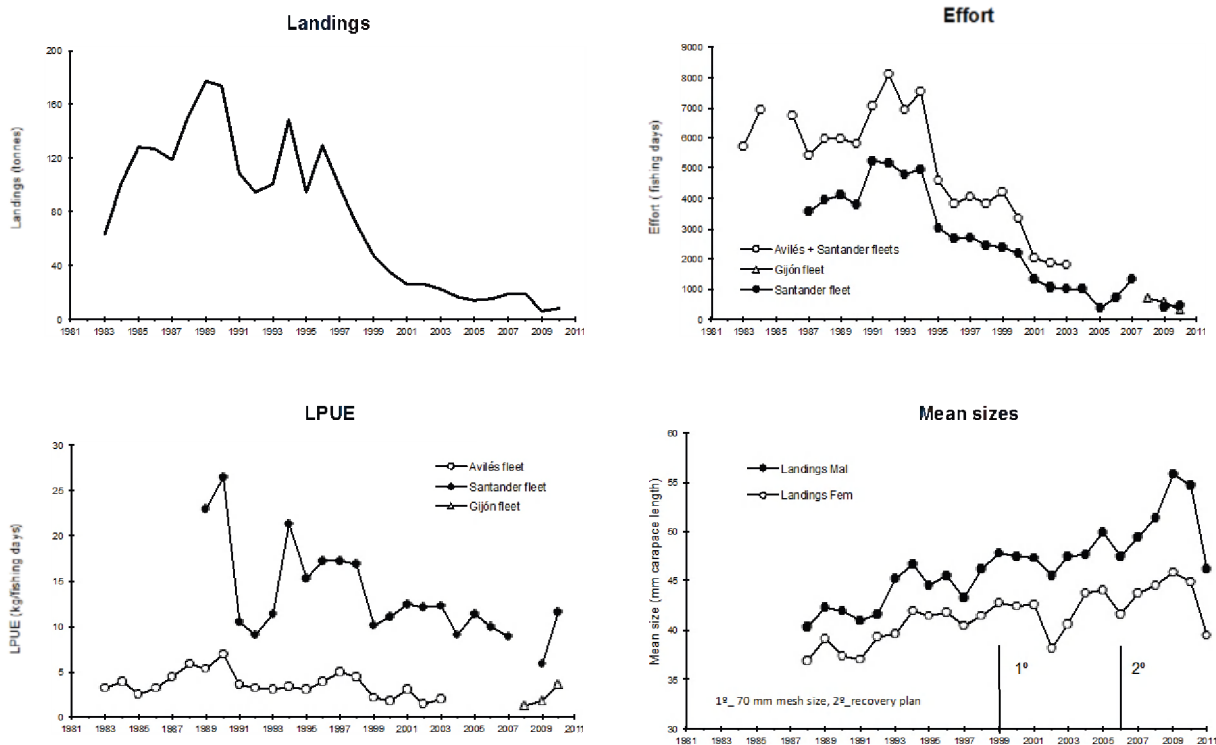 Landings
Landings (tonnes)
200
160
120
80
40
0
1981 1983 1985 1987 1989 1991 1993 1995 1997 1999 2001 2003 2005 2007 2009 2011
Effort
Effort ( fishing days)
9000
8000
7000
6000
5000
4000
3000
2000
1000
0
Avilés + Santander fleets
Gijón fleet
Santander fleet
1981 1983 1985 1987 1989 1991 1993 1995 1997 1999 2001 2003 2005 2007 2009 2011
LPUE
LPUE (kg/fishing days)
30
25
20
15
10
5
0
Avilés fleet
Santander fleet
Gijón fleet
1981 1983 1985 1987 1989 1991 1993 1995 1997 1999 2001 2003 2005 2007 2009 2011
Mean sizes
Mean size (mm carapace length)
60
55
50
45
40
35
30
Landings Mal
Landings Fem
1º
2º
1º_ 70 mm mesh size, 2º_recovery plan
1981 1983 1985 1987 1989 1991 1993 1995 1997 1999 2001 2003 2005 2007 2009 2011